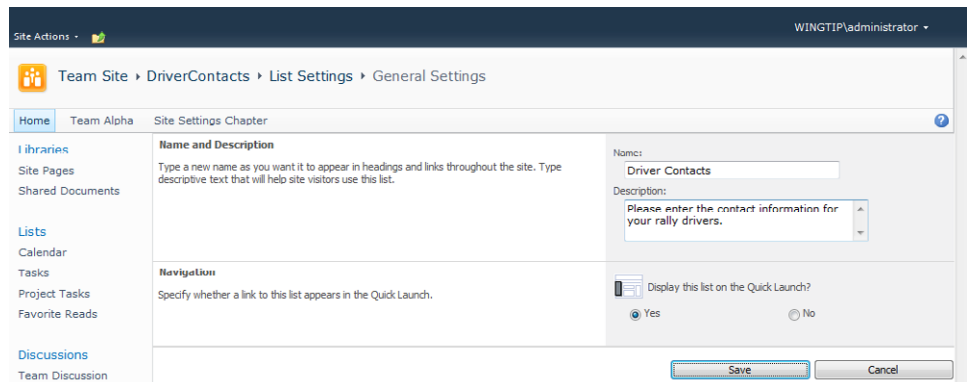 WINGTIP\administrator
Site Actions
Team Site DriverContacts List Settings General Settings
Home Team Alpha Site Settings Chapter
Libraries
Site Pages
Shared Documents
Lists
Calendar
Tasks
Project Tasks
Favorite Reads
Discussions
Team Discussion
Name and Description
Type a new name as you want it to appear in headings and links throughout the site. Type
descriptive text that will help site visitors use this list.
Name:
Driver Contacts
Description:
Please enter the contact information for
your rally drivers.
Navigation
Specify whether a link to this list appears in the Quick Launch.
Display this list on the Quick Launch?
Yes No
Save Cancel